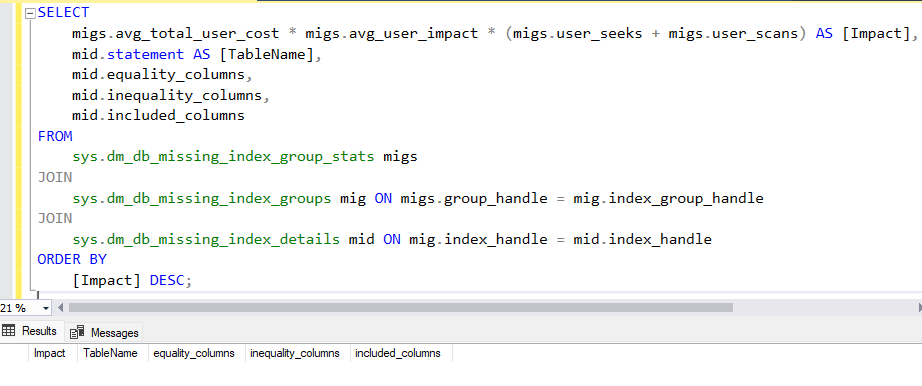 SELECT
migs.avg_total_user_cost * migs.avg_user_impact * (migs.user_seeks + migs.user_scans) AS [Impact],
mid.statement AS [TableName],
mid.equality_columns,
mid.inequality_columns,
mid.included_columns
FROM
sys.dm_db_missing_index_group_stats migs
JOIN
sys.dm_db_missing_index_groups mig ON migs.group_handle = mig.index_group_handle
JOIN
sys.dm_db_missing_index_details mid ON mig.index_handle = mid.index_handle
ORDER BY
[Impact] DESC;
21 %
Results Messages
Impact TableName equality_columns inequality_columns included_columns